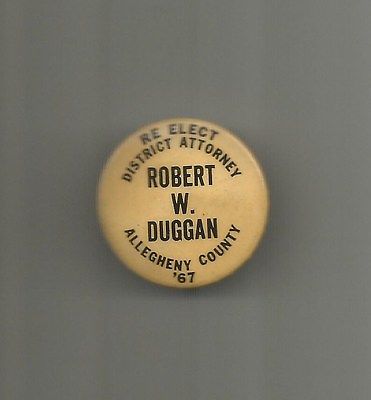 RE ELECT
DISTRICT ATTORNEY
ROBERT
W.
DUGGAN
ALLEGHENY COUNTY
'67